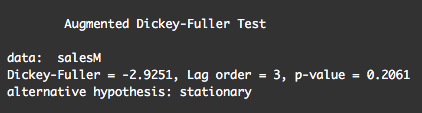 Augmented Dickey-Fuller Test
data:  salesM
Dickey-Fuller = -2.9251, Lag order = 3, p-value = 0.2061
alternative hypothesis: stationary